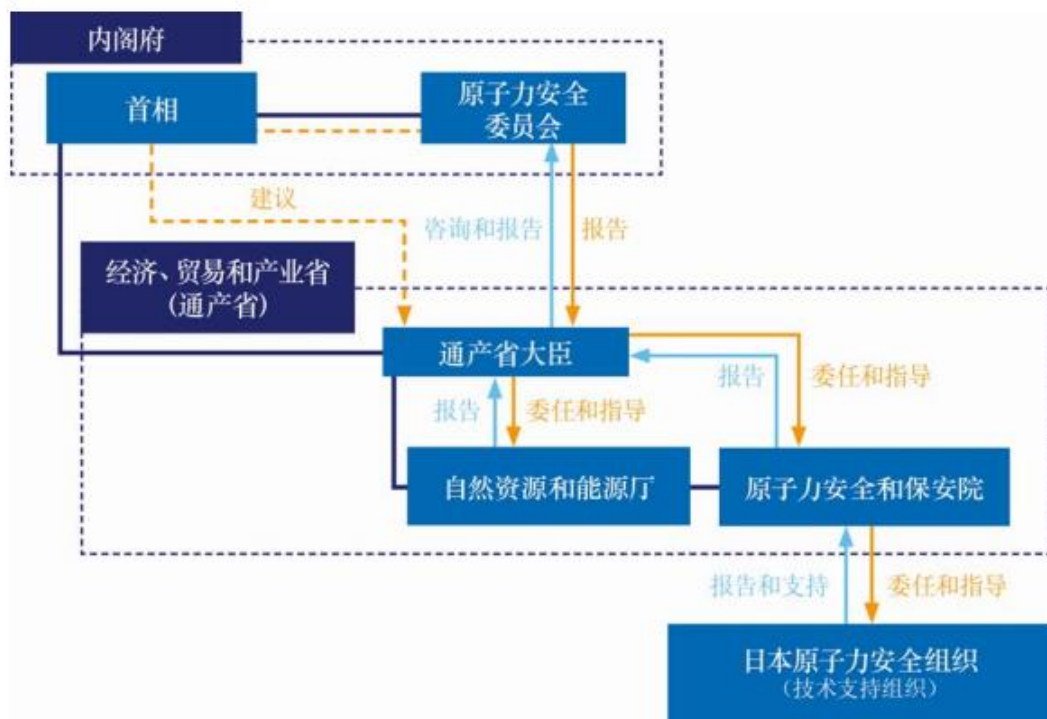 内阁府
首相
原子力安全
委员会
建议
咨询和报告
报告
经济、贸易和产业省
(通产省)
通产省大臣
报告
委任和指导
报告
委任和指导
自然资源和能源厅
原子力安全和保安院
报告和支持
委任和指导
日本原子力安全组织
(技术支持组织)